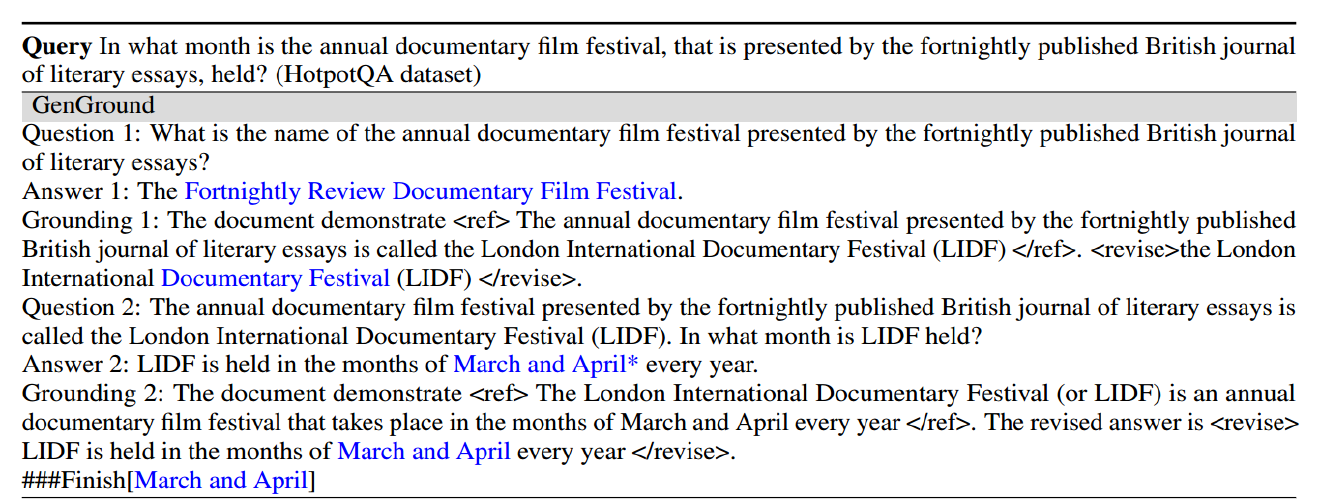 Query In what month is the annual documentary film festival, that is presented by the fortnightly published British journal
of literary essays, held? (HotpotQA dataset)
GenGround
Question 1: What is the name of the annual documentary film festival presented by the fortnightly published British journal
of literary essays?
Answer 1: The Fortnightly Review Documentary Film Festival.
Grounding 1: The document demonstrate <ref> The annual documentary film festival presented by the fortnightly published
British journal of literary essays is called the London International Documentary Festival (LIDF) </ref>. <revise>the London
International Documentary Festival (LIDF) </revise>.
Question 2: The annual documentary film festival presented by the fortnightly published British journal of literary essays is
called the London International Documentary Festival (LIDF). In what month is LIDF held?
Answer 2: LIDF is held in the months of March and April* every year.
Grounding 2: The document demonstrate <ref> The London International Documentary Festival (or LIDF) is an annual
documentary film festival that takes place in the months of March and April every year </ref>. The revised answer is <revise>
LIDF is held in the months of March and April every year </revise>.
###Finish[March and April]